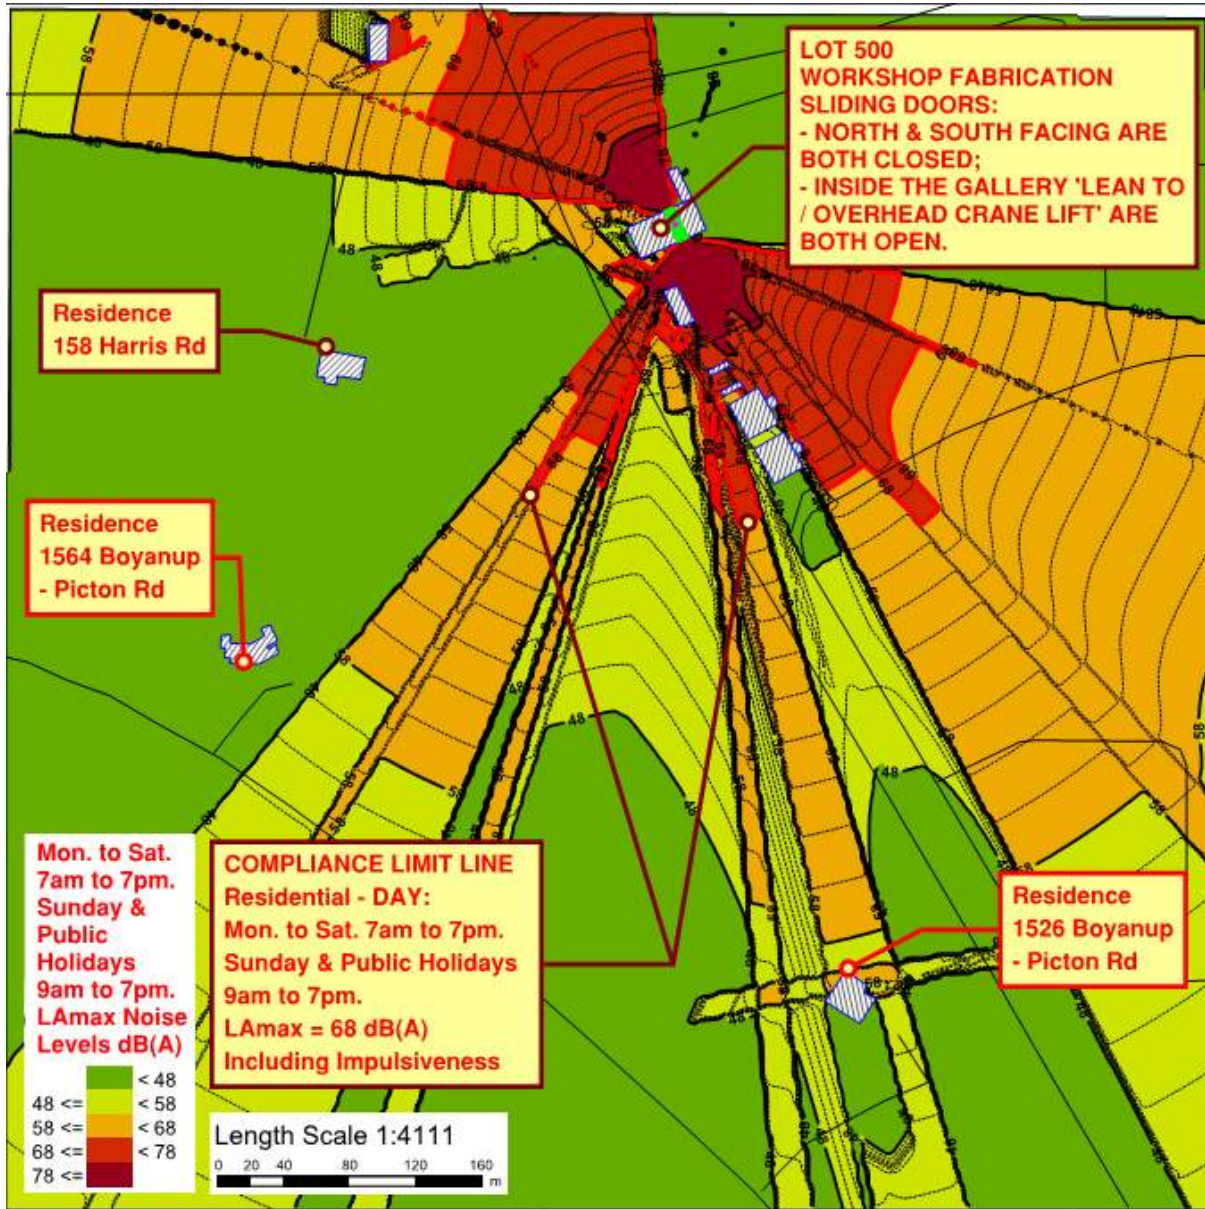 LOT 500
WORKSHOP FABRICATION
SLIDING DOORS:
- NORTH & SOUTH FACING ARE
BOTH CLOSED;
- INSIDE THE GALLERY 'LEAN TO
/ OVERHEAD CRANE LIFT' ARE
BOTH OPEN.
Residence
158 Harris Rd
Residence
1564 Boyanup
- Picton Rd
Mon. to Sat.
7am to 7pm.
Sunday &
Public
Holidays
9am to 7pm.
LAmax Noise
Levels dB(A)
< 48
48 <= < 58
58 <= < 68
68 <= < 78
78 <=
COMPLIANCE LIMIT LINE
Residential - DAY:
Mon. to Sat. 7am to 7pm.
Sunday & Public Holidays
9am to 7pm.
LAmax = 68 dB(A)
Including Impulsiveness
Length Scale 1:4111
0 20 40 80 120 160
m
Residence
1526 Boyanup
- Picton Rd
58
48
48
48
48
48
48
58